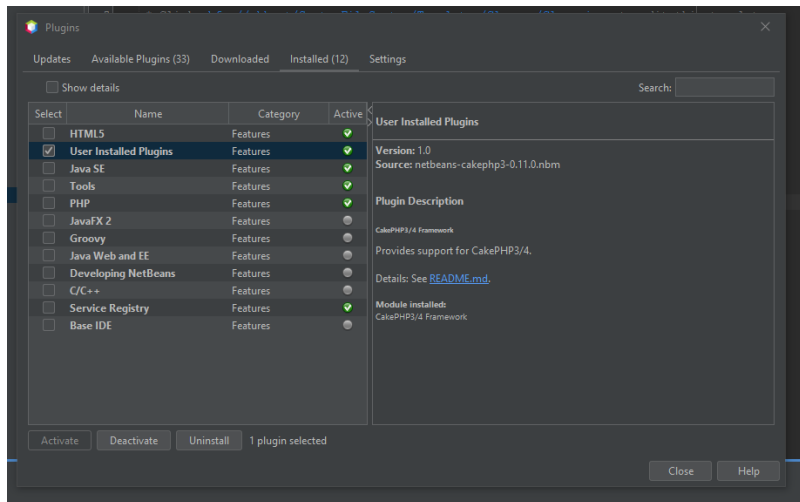 Plugins
Updates Available Plugins (33) Downloaded Installed (12) Settings
Show details Search:
Select Name Category Active
HTML5 Features
User Installed Plugins Features
Java SE Features
Tools Features
PHP Features
JavaFX 2 Features
Groovy Features
Java Web and EE Features
Developing NetBeans Features
C/C++ Features
Service Registry Features
Base IDE Features
User Installed Plugins
Version: 1.0
Source: netbeans-cakephp3-0.11.0.nbm
Plugin Description
CakePHP3/4 Framework
Provides support for CakePHP3/4.
Details: See README.md.
Module installed:
CakePHP3/4 Framework
Activate Deactivate Uninstall 1 plugin selected
Close Help